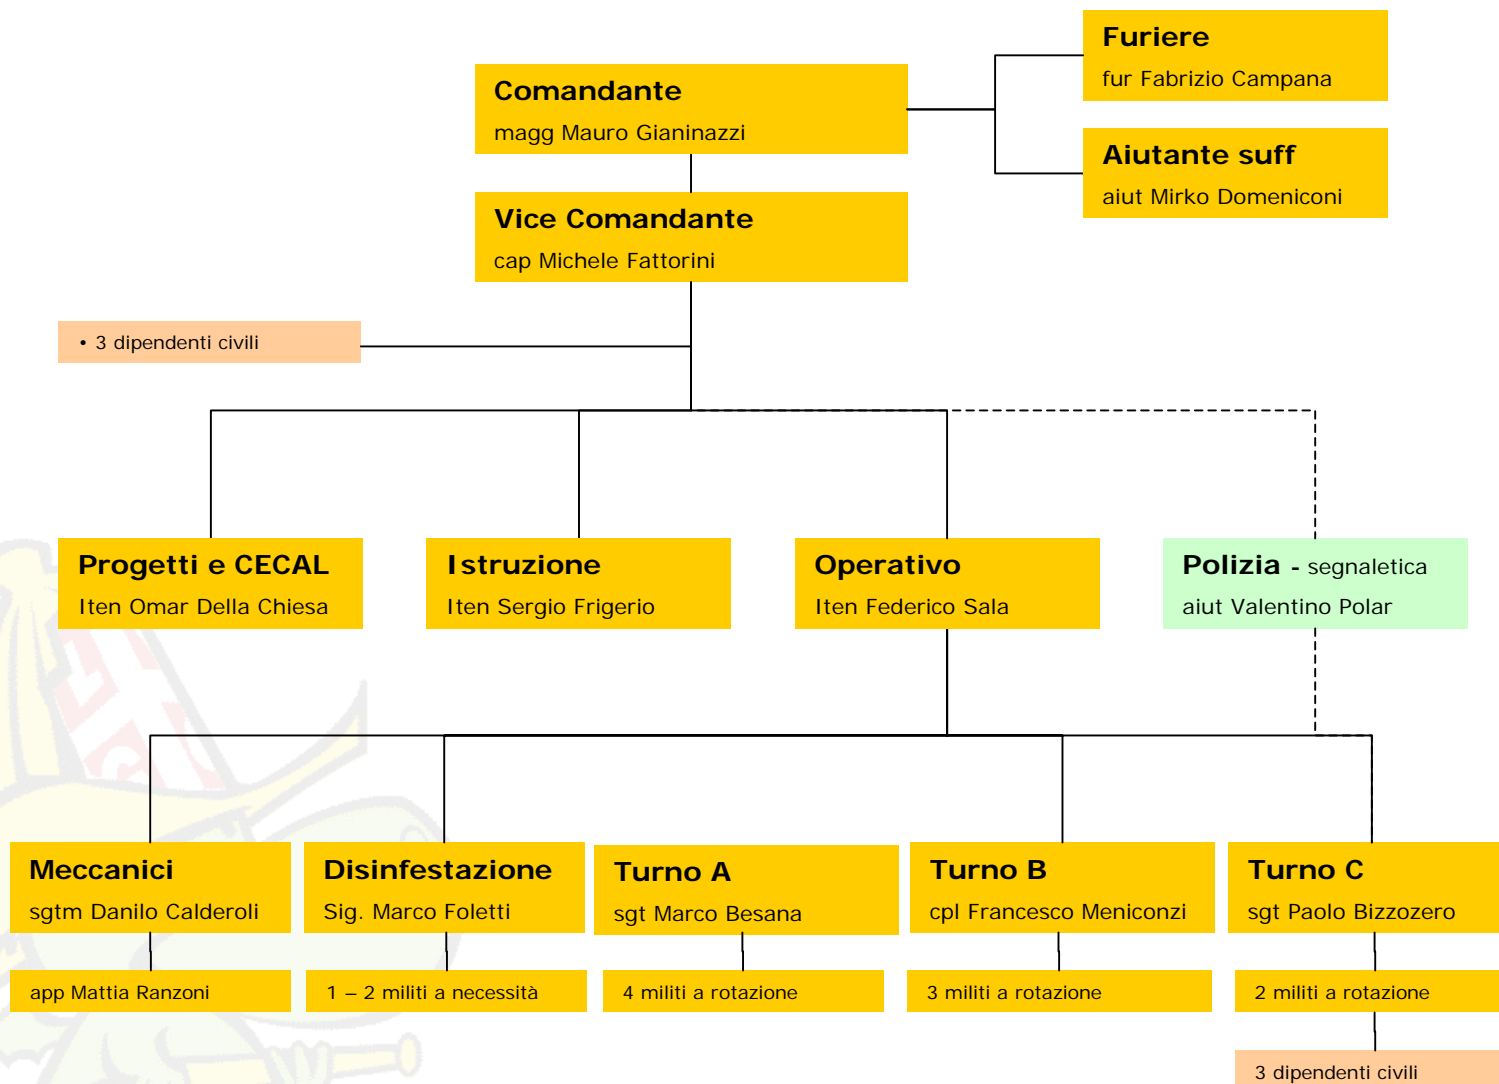 Furiere
fur Fabrizio Campana
Comandante
magg Mauro Gianinazzi
Aiutante suff
aiut Mirko Domeniconi
Vice Comandante
cap Michele Fattorini
• 3 dipendenti civili
Progetti e CECAL
Iten Omar Della Chiesa
Istruzione
Iten Sergio Frigerio
Operativo
Iten Federico Sala
Polizia - segnaletica
aiut Valentino Polar
Meccanici
sgtm Danilo Calderoli
Disinfestazione
Sig. Marco Foletti
Turno A
sgt Marco Besana
Turno B
cpl Francesco Meniconzi
Turno C
sgt Paolo Bizzozero
app Mattia Ranzoni
1 – 2 militi a necessità
4 militi a rotazione
3 militi a rotazione
2 militi a rotazione
3 dipendenti civili